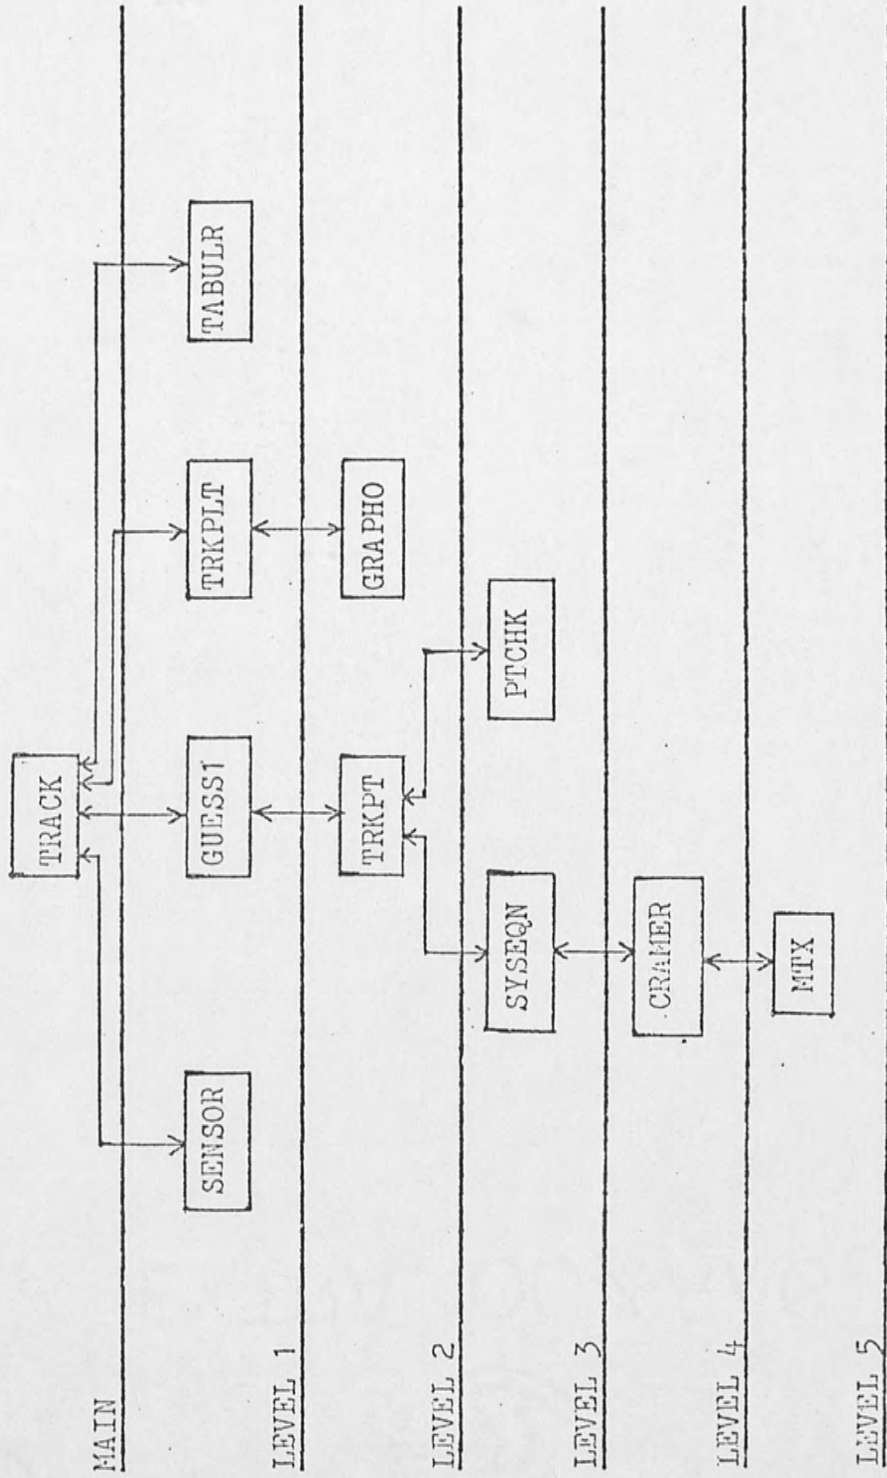 MAIN
TRACK
LEVEL 1
SENSOR
GUESS1
TRKPLT
TABULR
LEVEL 2
TRKPT
GRAPHO
LEVEL 3
SYSEQN
PTCHK
LEVEL 4
CRAMER
LEVEL 5
MTX